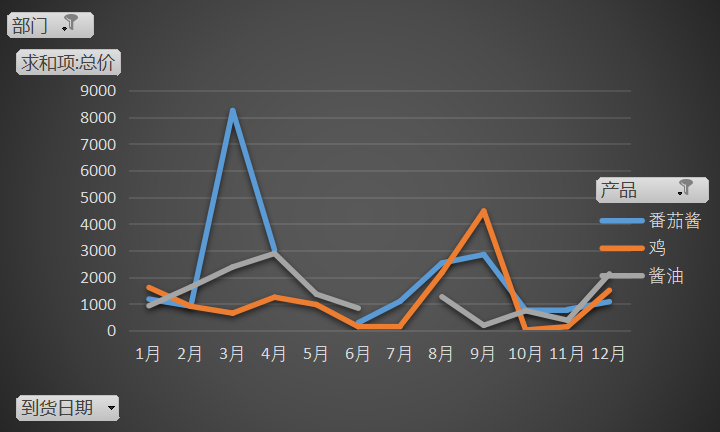 部门
求和项:总价
9000
8000
7000
6000
5000
4000
3000
2000
1000
0
1月 2月 3月 4月 5月 6月 7月 8月 9月 10月 11月 12月
产品
番茄酱
鸡
酱油
到货日期